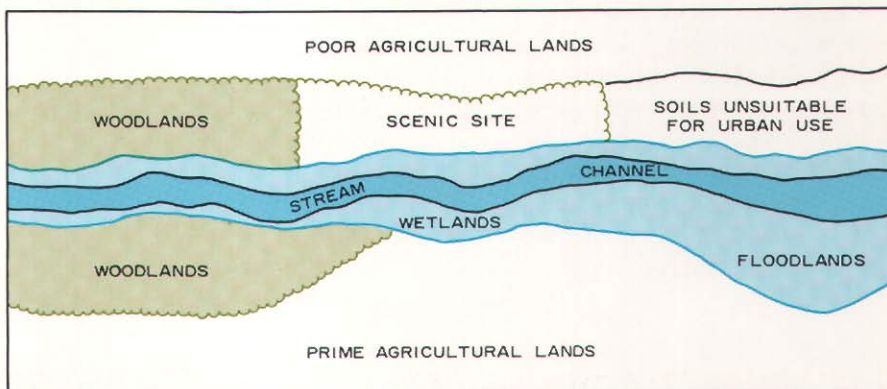 POOR AGRICULTURAL LANDS
WOODLANDS
SCENIC SITE
SOILS UNSUITABLE
FOR URBAN USE
STREAM
CHANNEL
WETLANDS
WOODLANDS
FLOODLANDS
PRIME AGRICULTURAL LANDS